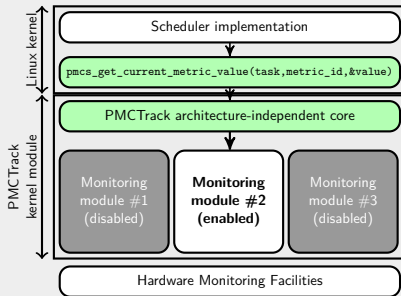 Linux kernel
Scheduler implementation
pmcs_get_current_metric_value(task,metric_id,&value)
PMCTrack
kernel module
PMCTrack architecture-independent core
Monitoring
module #1
(disabled)
Monitoring
module #2
(enabled)
Monitoring
module #3
(disabled)
Hardware Monitoring Facilities